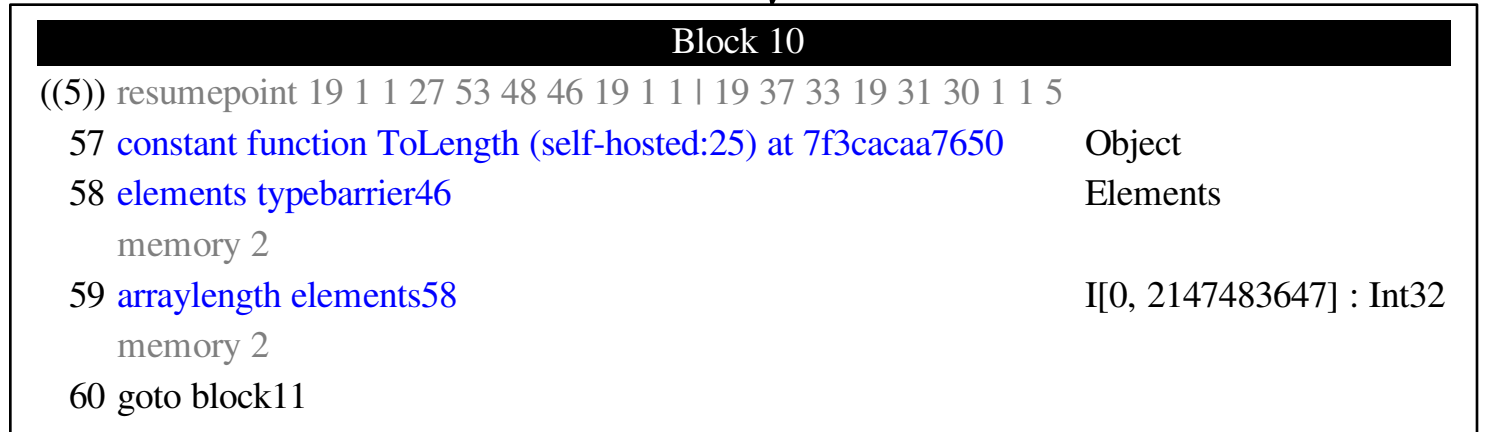 Block 10
((5)) resumepoint 19 1 1 27 53 48 46 19 1 1 | 19 37 33 19 31 30 1 1 5
57 constant function ToLength (self-hosted:25) at 7f3cacaa7650 Object
58 elements typebarrier46 Elements
memory 2
59 arraylength elements58 I[0, 2147483647] : Int32
memory 2
60 goto block11